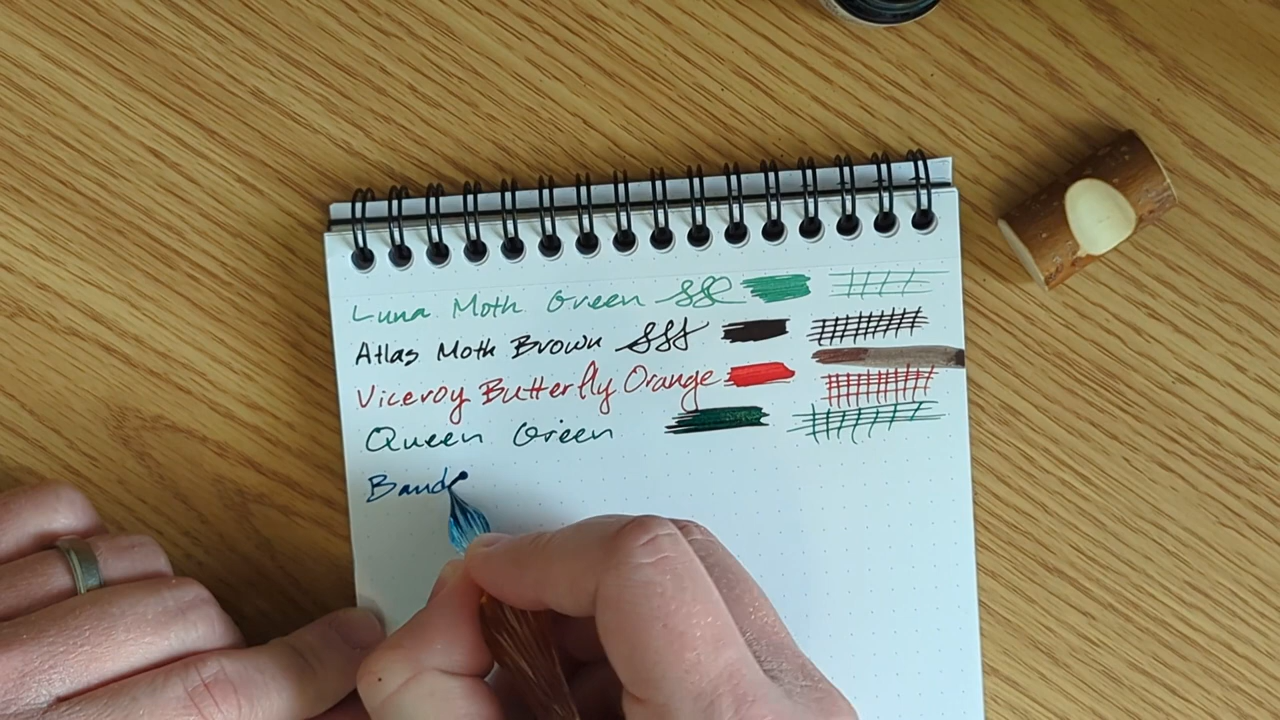 Luna Moth Green
Atlas Moth Brown
Viceroy Butterfly Orange
Queen Green
Band